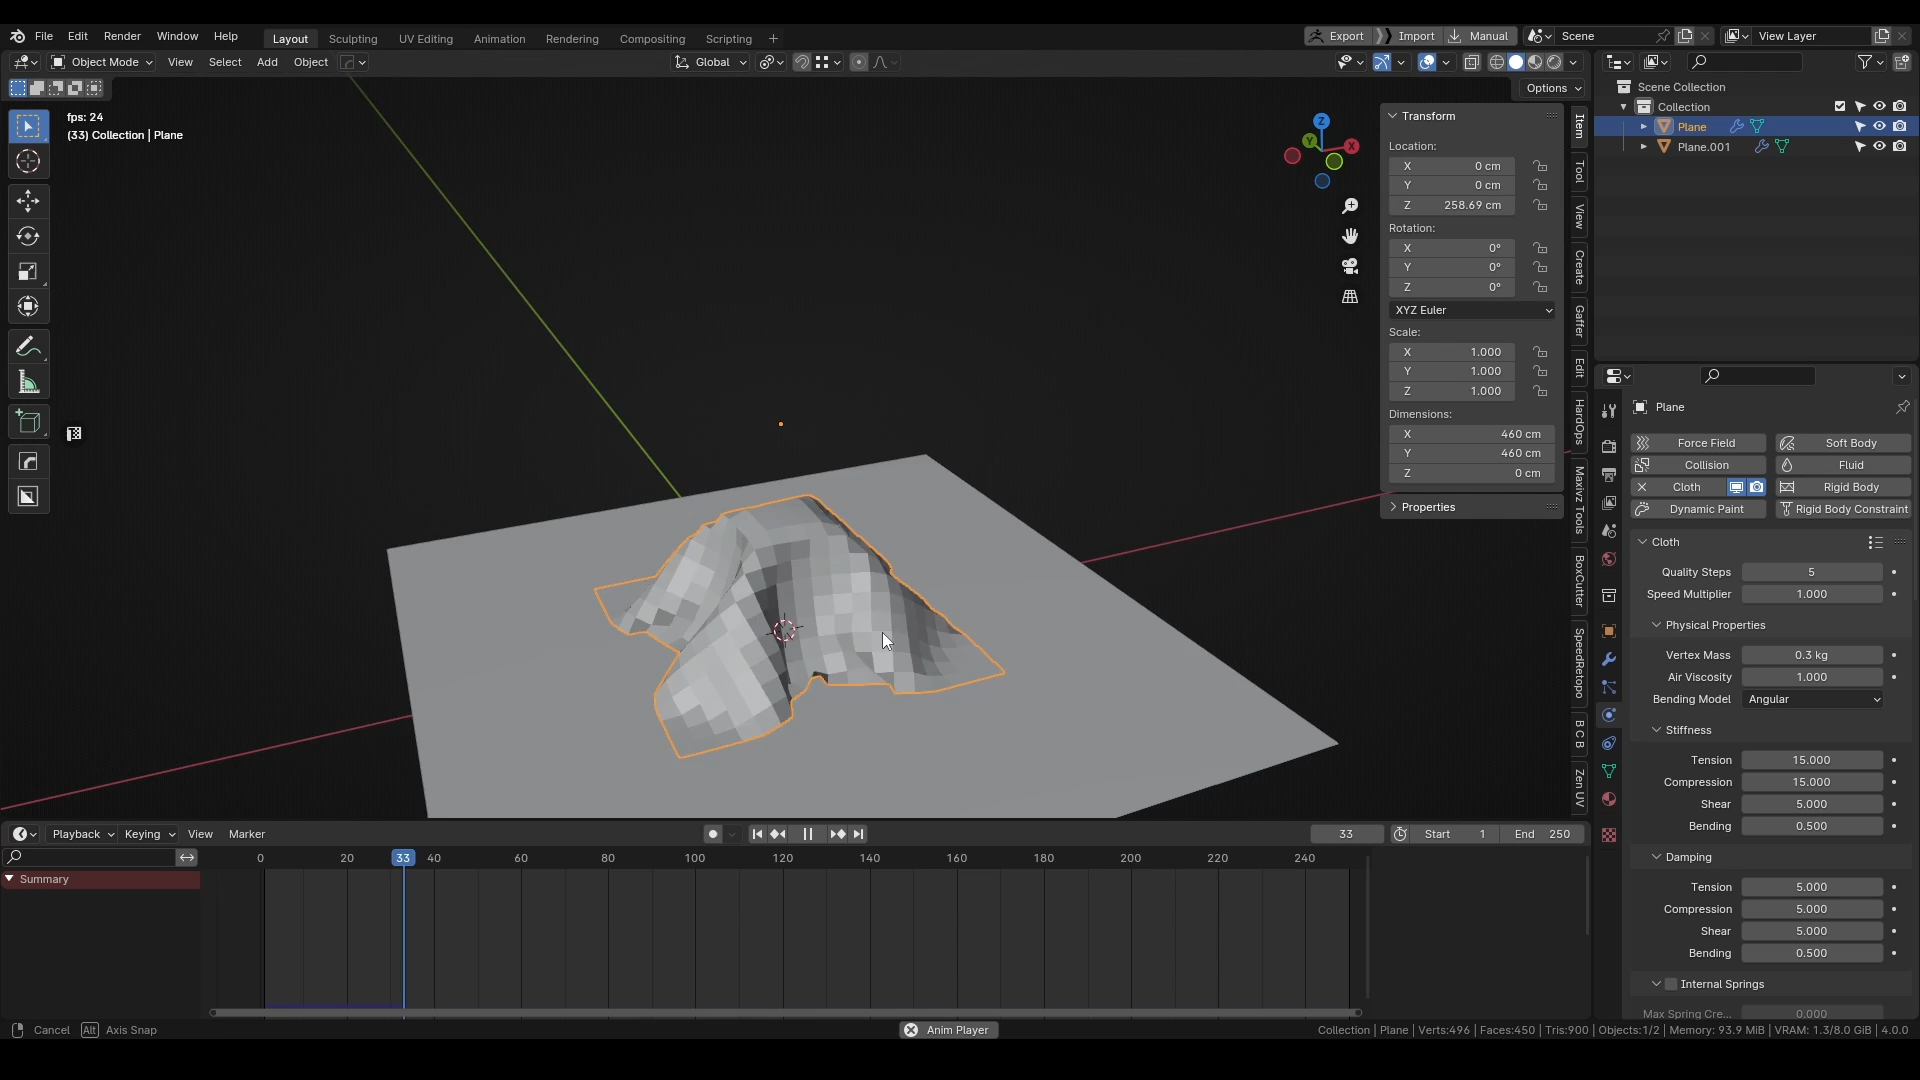 File Edit Render Window Help Layout Sculpting UV Editing Animation Rendering Compositing Scripting + Export Import Manual Scene View Layer
Object Mode View Select Add Object Global
Options
fps: 24
(33) Collection | Plane
Z
Y
X
Transform
Location:
X 0 cm
Y 0 cm
Z 258.69 cm
Rotation:
X 0°
Y 0°
Z 0°
XYZ Euler
Scale:
X 1.000
Y 1.000
Z 1.000
Dimensions:
X 460 cm
Y 460 cm
Z 0 cm
Properties
Item
Tool
View
Create
Gaffer
Edit
HardOps
Maxivz Tools
BoxCutter
SpeedRetopo
B C B
Zen UV
Scene Collection
Collection
Plane
Plane.001
Plane
Force Field Soft Body
Collision Fluid
Cloth Rigid Body
Dynamic Paint Rigid Body Constraint
Cloth
Quality Steps 5
Speed Multiplier 1.000
Physical Properties
Vertex Mass 0.3 kg
Air Viscosity 1.000
Bending Model Angular
Stiffness
Tension 15.000
Compression 15.000
Shear 5.000
Bending 0.500
Damping
Tension 5.000
Compression 5.000
Shear 5.000
Bending 0.500
Internal Springs
Max Spring Cre... 0.000
Playback Keying View Marker 33 Start 1 End 250
0 20 33 40 60 80 100 120 140 160 180 200 220 240
Summary
Cancel Alt Axis Snap Anim Player Collection | Plane | Verts:496 | Faces:450 | Tris:900 | Objects:1/2 | Memory: 93.9 MiB | VRAM: 1.3/8.0 GiB | 4.0.0